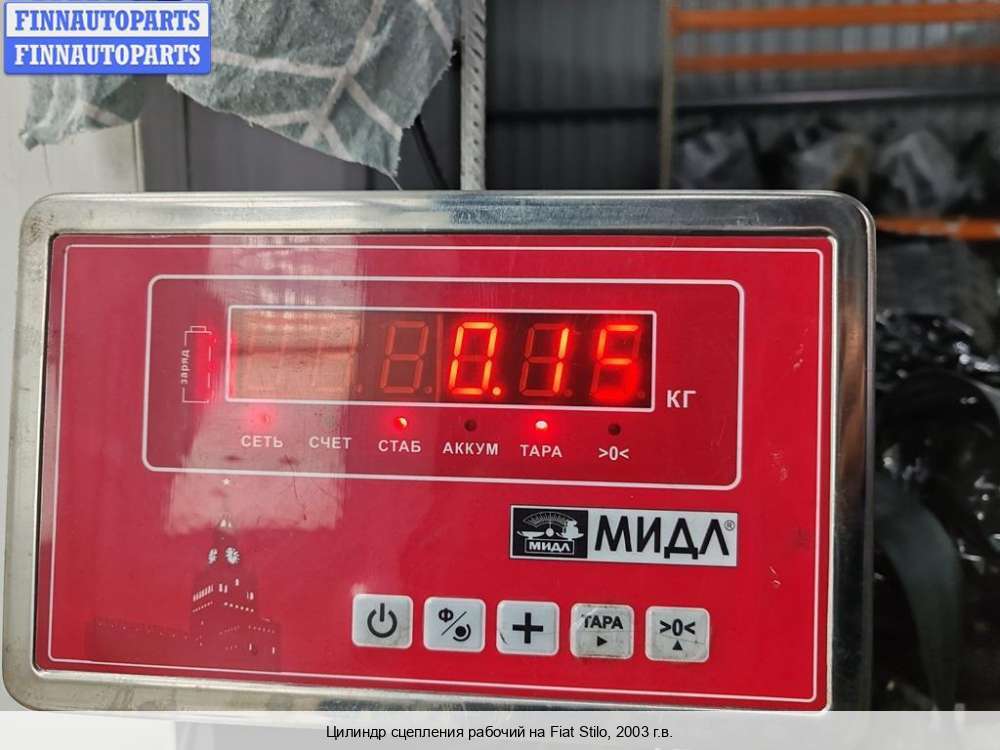 FINNAUTOPARTS
FINNAUTOPARTS
заряд
0.15
КГ
СЕТЬ СЧЕТ СТАБ АККУМ ТАРА >0<
МИДЛ МИДЛ®
Ф/ + ТАРА >0<
Цилиндр сцепления рабочий на Fiat Stilo, 2003 г.в.